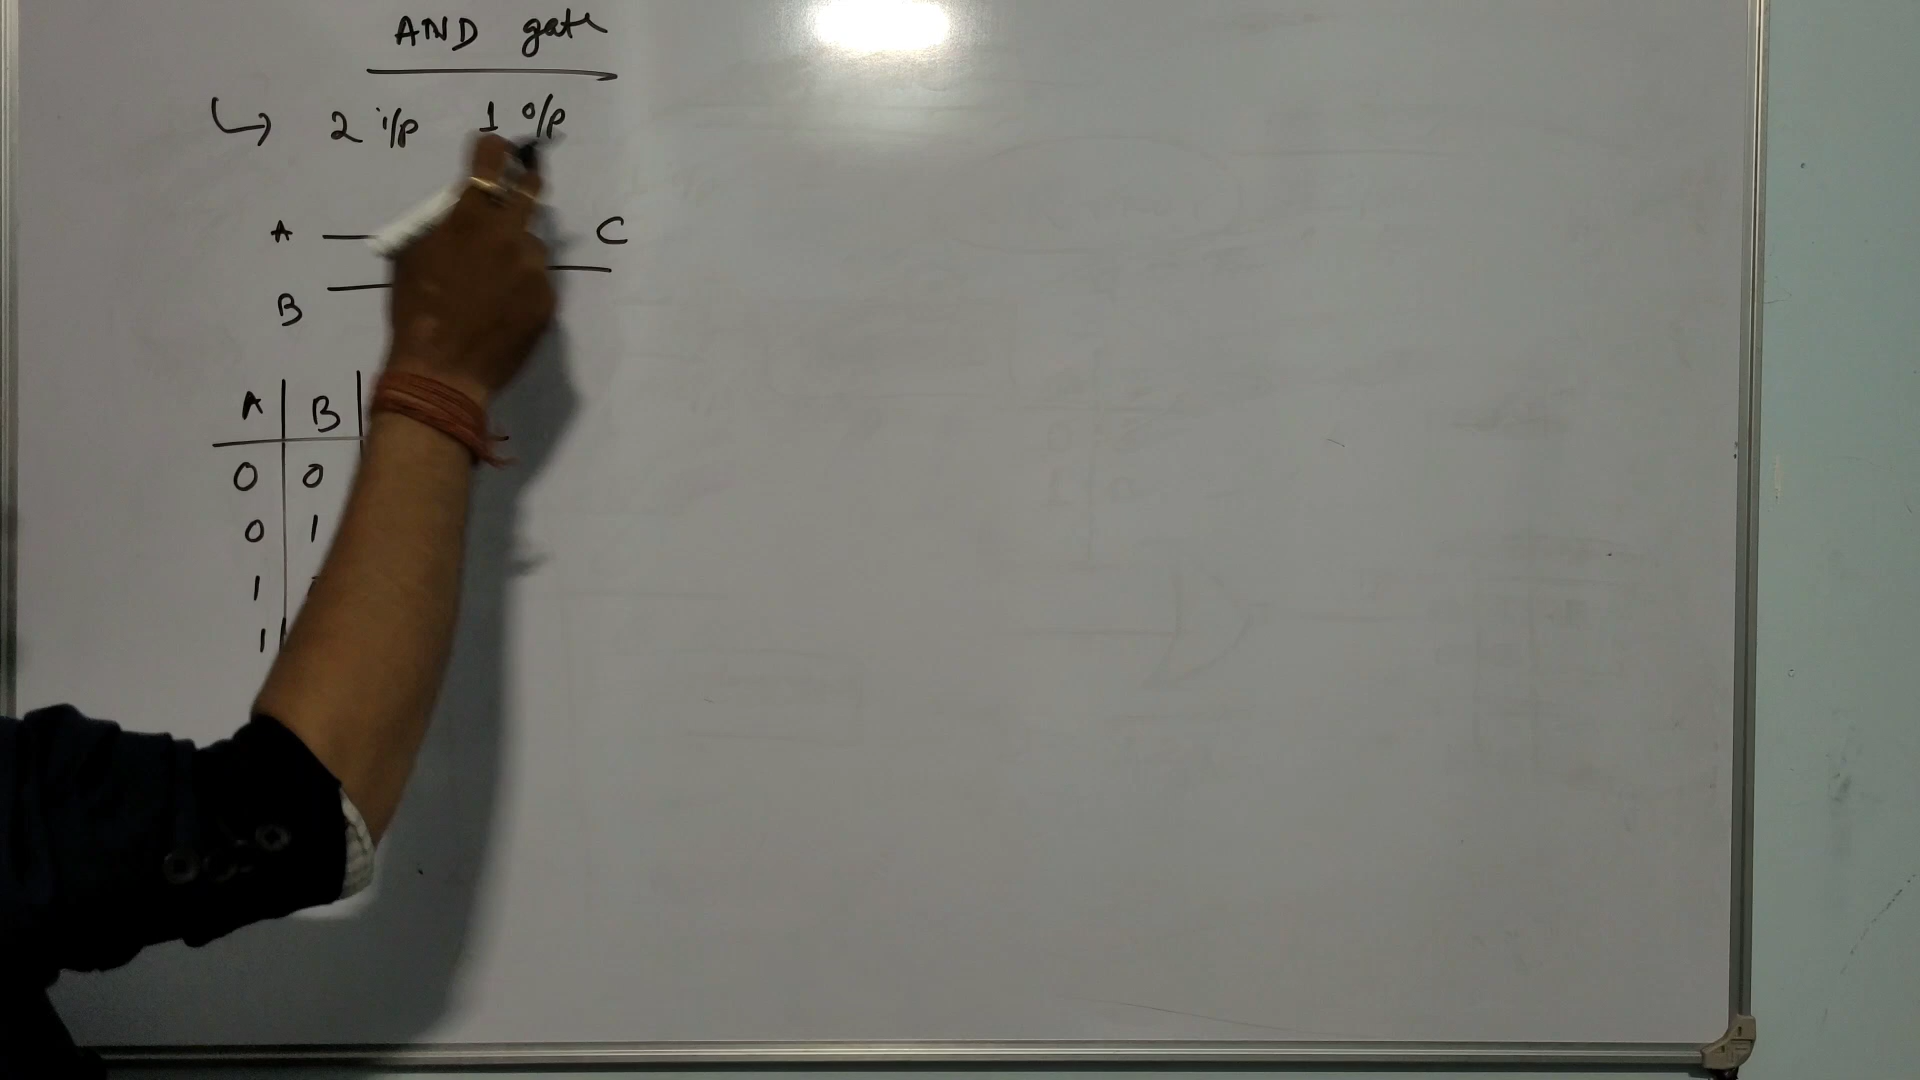 AND gate
↳ 2 i/p 1 o/p
A C
B
A B
0 0
0 1
1
1